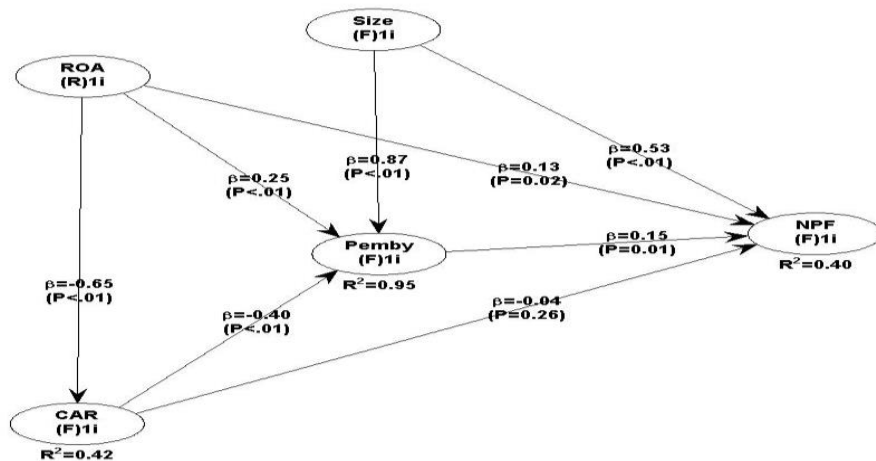 Size
(F)1i
ROA
(R)1i
β=0.53
(P<.01)
β=0.87
(P<.01)
β=0.13
(P=0.02)
β=0.25
(P<.01)
NPF
(F)1i
R²=0.40
Pemby
(F)1i
R²=0.95
β=0.15
(P=0.01)
β=-0.65
(P<.01)
β=-0.40
(P<.01)
β=-0.04
(P=0.26)
CAR
(F)1i
R²=0.42